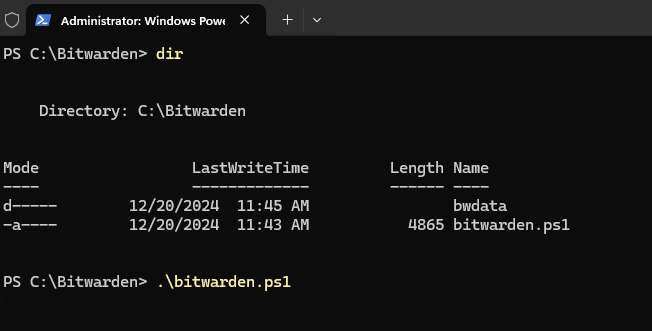 Administrator: Windows Powe
PS C:\Bitwarden> dir
Directory: C:\Bitwarden
Mode                 LastWriteTime         Length Name
----                 -------------         ------ ----
d-----        12/20/2024  11:45 AM                bwdata
-a----        12/20/2024  11:43 AM           4865 bitwarden.ps1
PS C:\Bitwarden> .\bitwarden.ps1